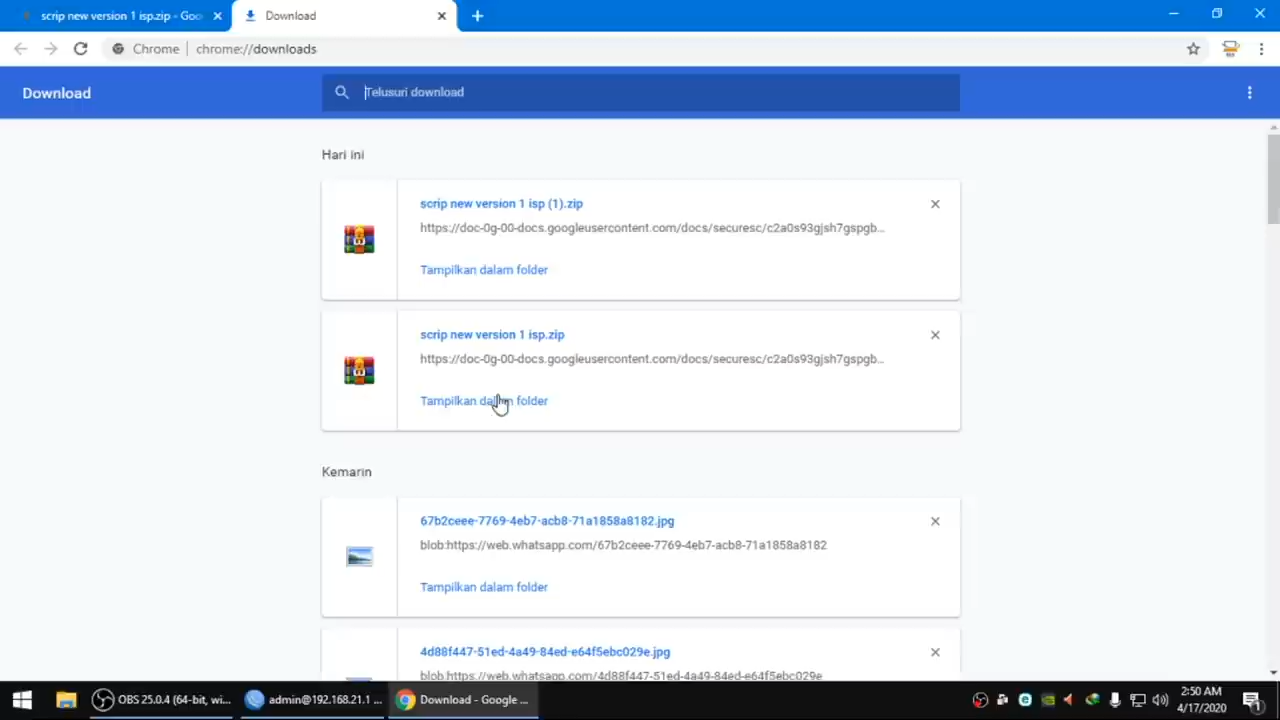 scrip new version 1 isp.zip - Goo
Download
Chrome
chrome://downloads
Download
Telusuri download
Hari ini
scrip new version 1 isp (1).zip
https://doc-0g-00-docs.googleusercontent.com/docs/securesc/c2a0s93gjsh7gspgb...
Tampilkan dalam folder
scrip new version 1 isp.zip
https://doc-0g-00-docs.googleusercontent.com/docs/securesc/c2a0s93gjsh7gspgb...
Tampilkan dalam folder
Kemarin
67b2ceee-7769-4eb7-acb8-71a1858a8182.jpg
blob:https://web.whatsapp.com/67b2ceee-7769-4eb7-acb8-71a1858a8182
Tampilkan dalam folder
4d88f447-51ed-4a49-84ed-e64f5ebc029e.jpg
blob:https://web.whatsapp.com/4d88f447-51ed-4a49-84ed-e64f5ebc029e
OBS 25.0.4 (64-bit, wi...
admin@192.168.21.1 ...
Download - Google ...
2:50 AM
4/17/2020
1